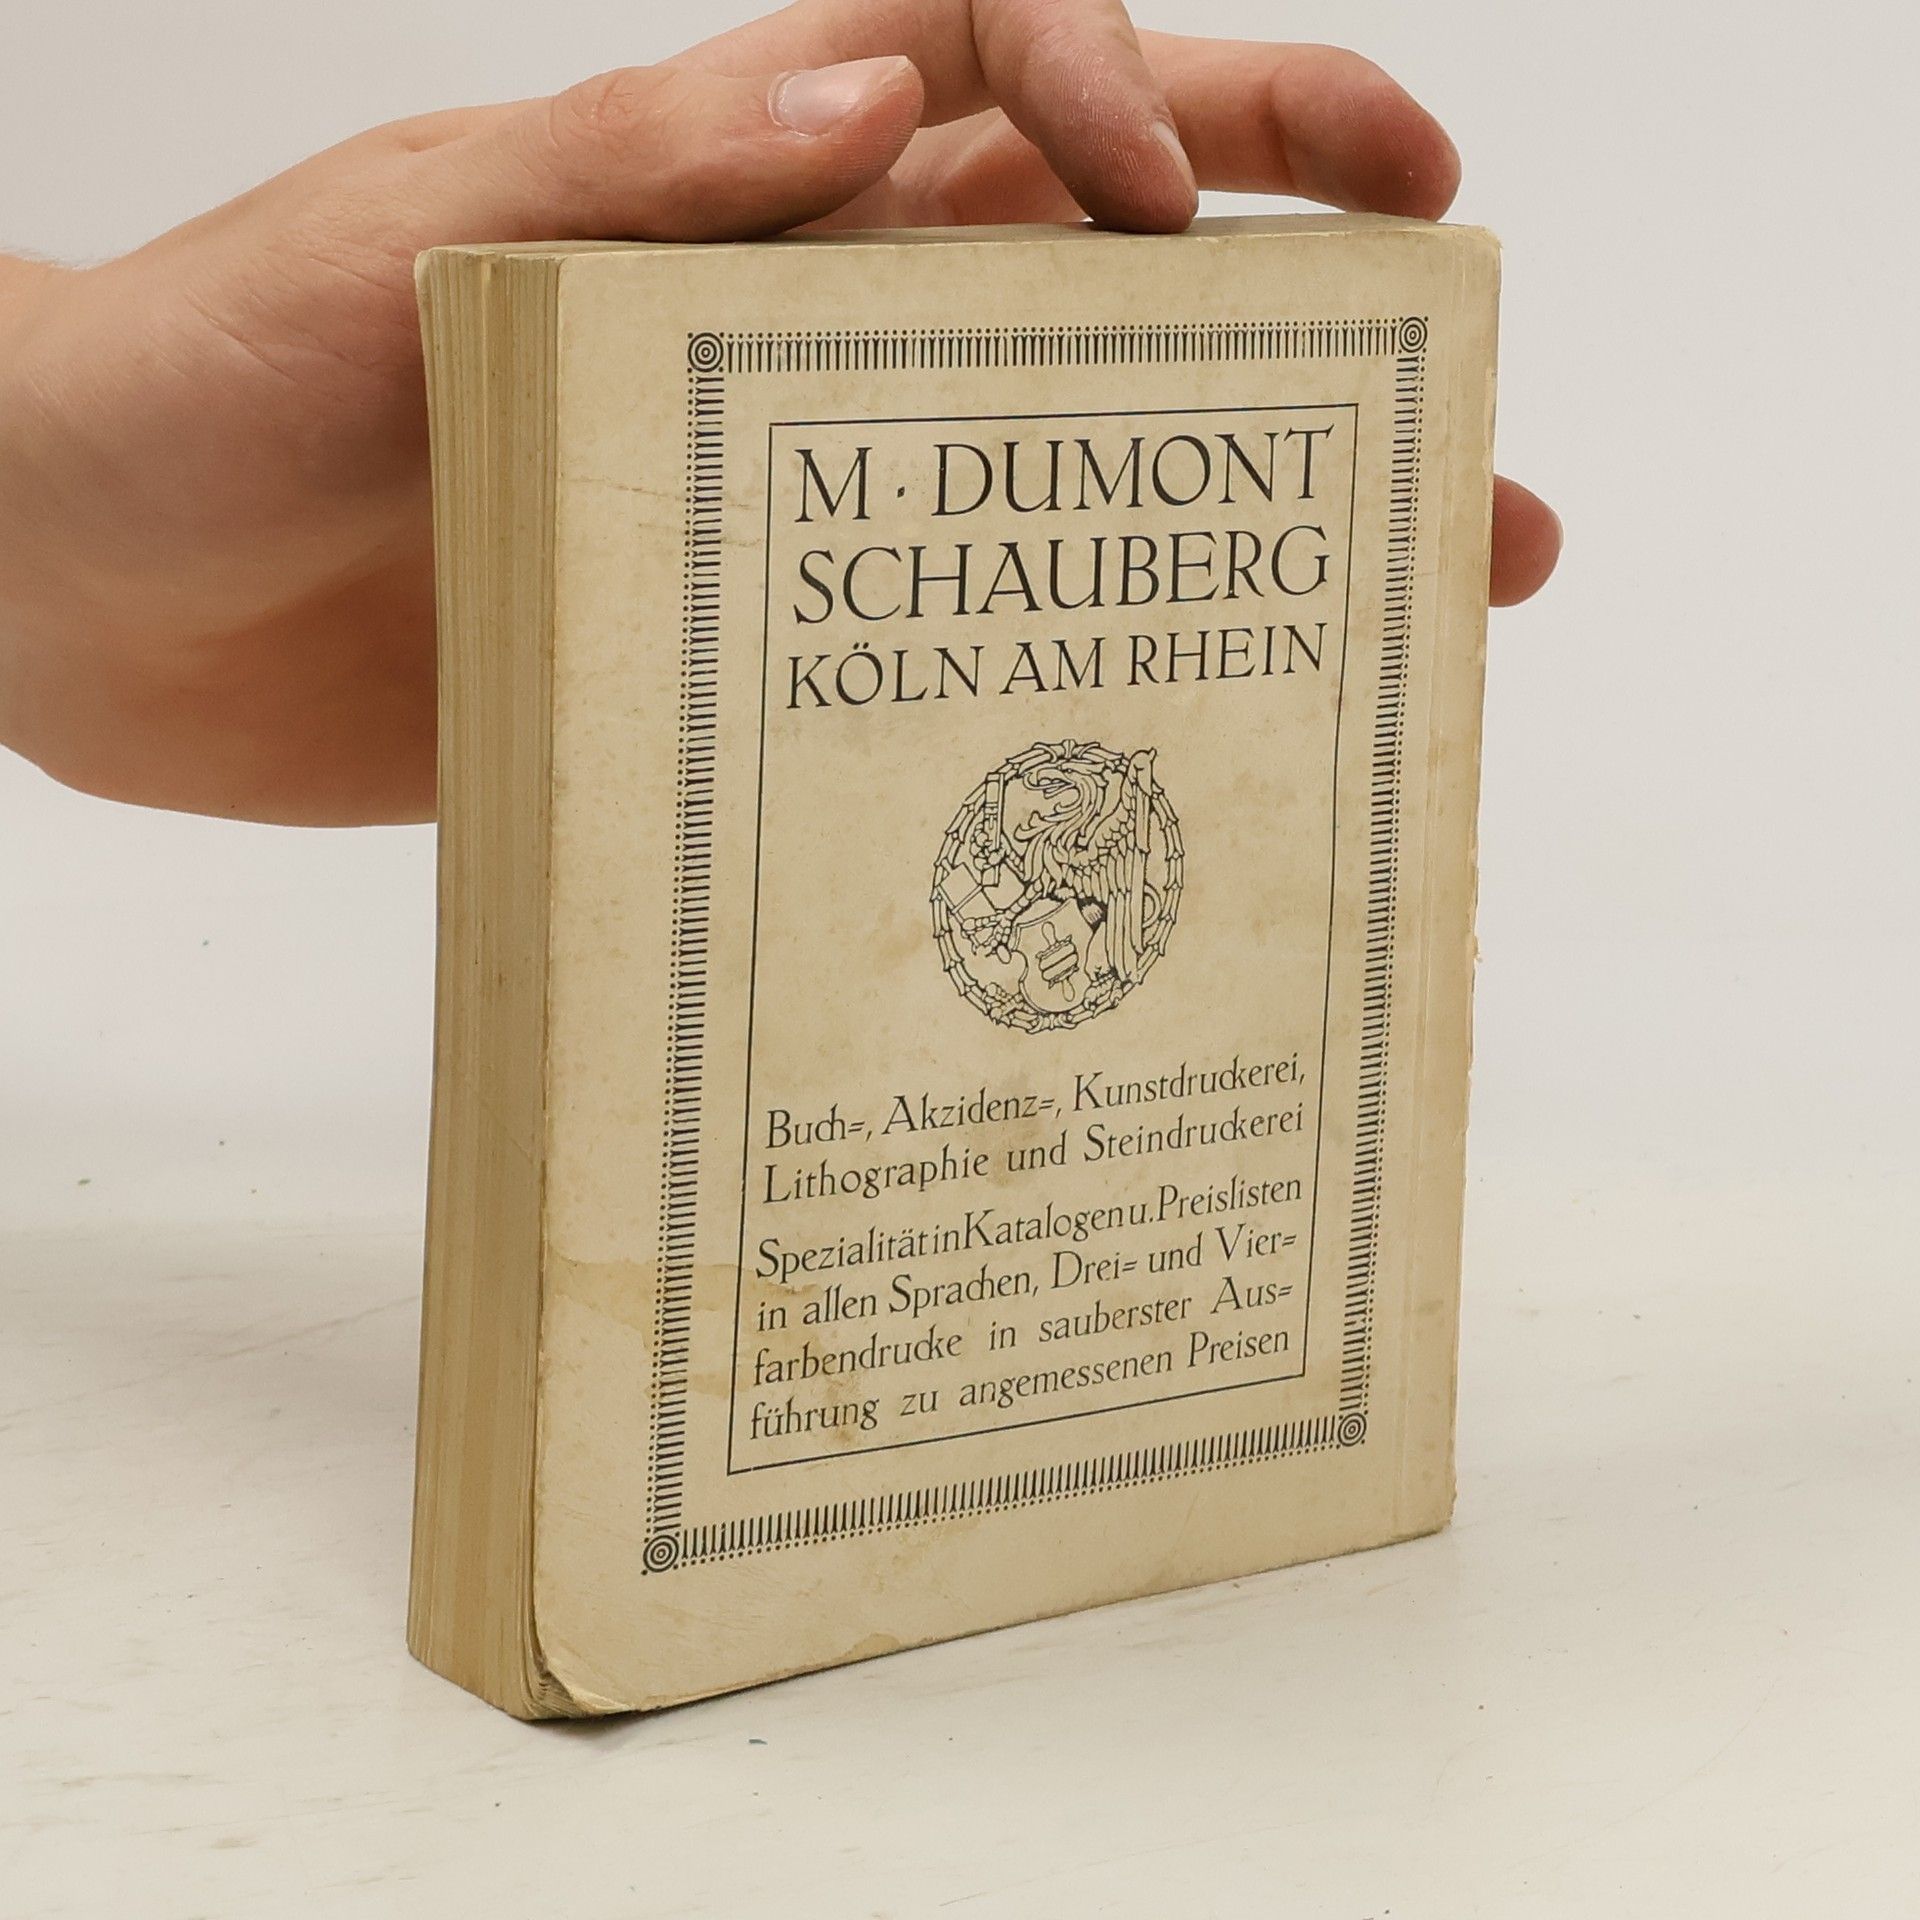 M · DUMONT
SCHAUBERG
KÖLN AM RHEIN
Buch=, Akzidenz=, Kunstdruckerei,
Lithographie und Steindruckerei
Spezialität in Katalogen u. Preislisten
in allen Sprachen, Drei= und Vier=
farbendrucke in sauberster Aus=
führung zu angemessenen Preisen